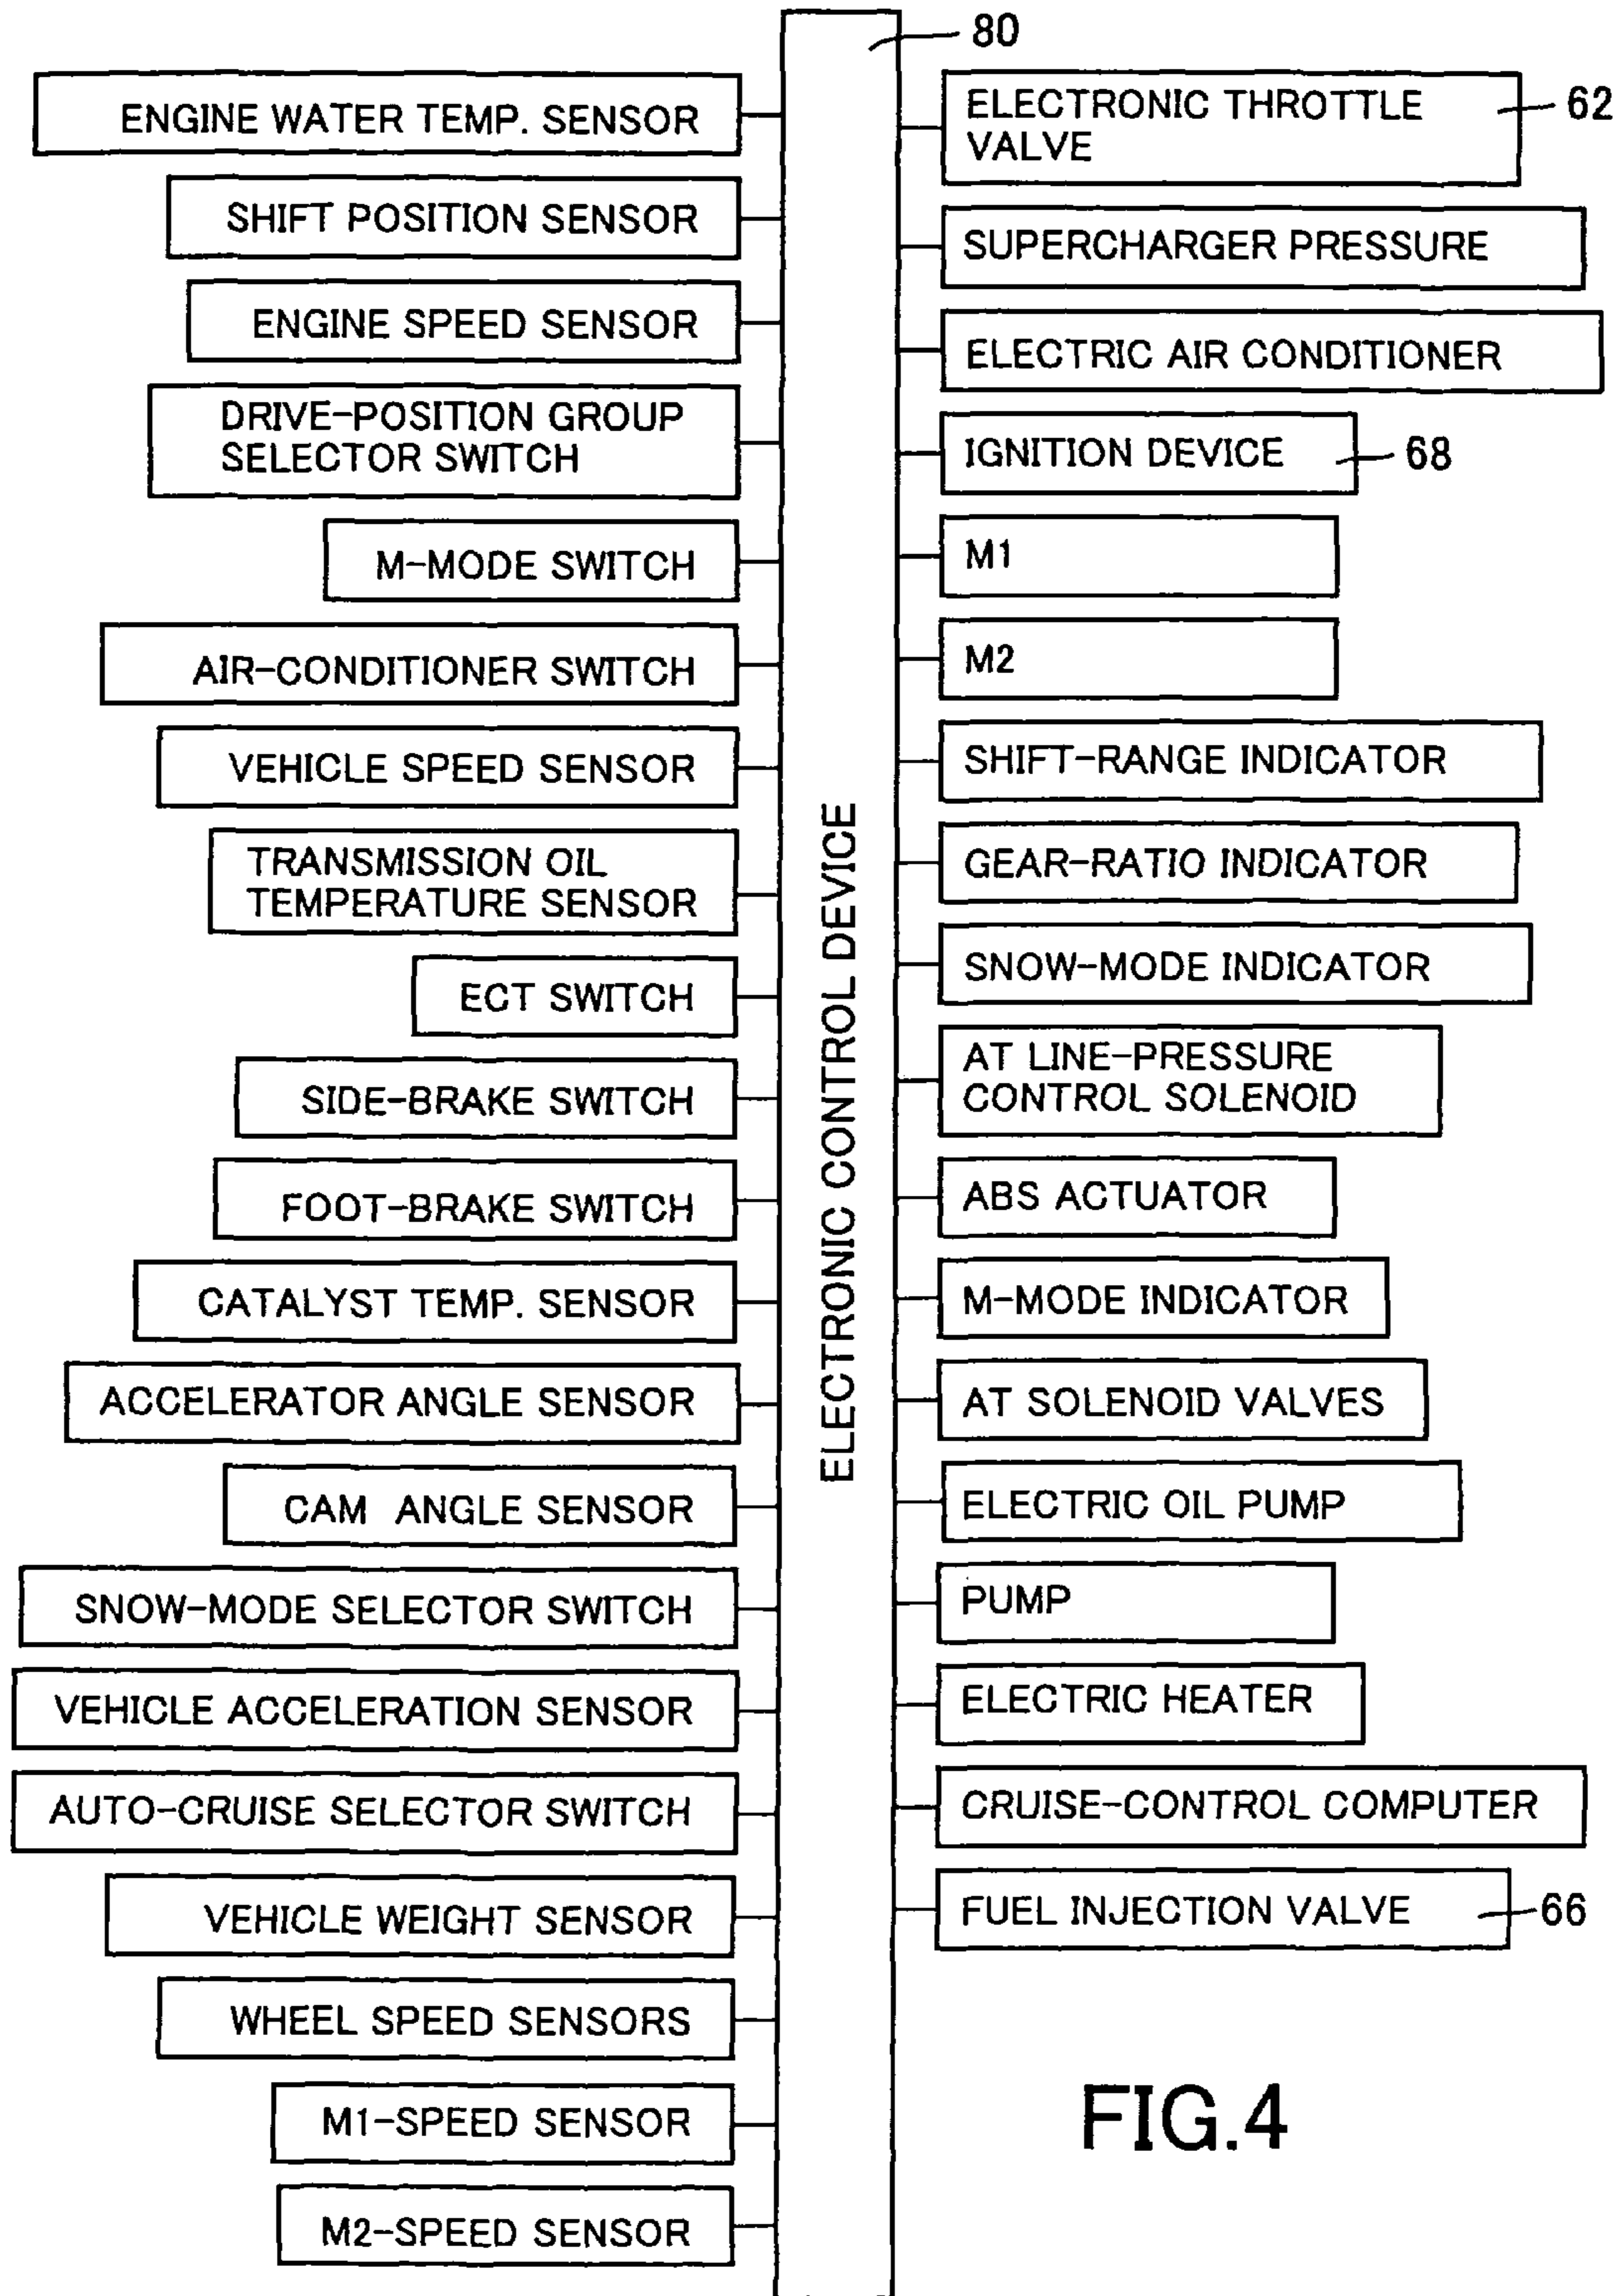 80
ENGINE WATER TEMP. SENSOR
SHIFT POSITION SENSOR
ENGINE SPEED SENSOR
DRIVE-POSITION GROUP
SELECTOR SWITCH
M-MODE SWITCH
AIR-CONDITIONER SWITCH
VEHICLE SPEED SENSOR
TRANSMISSION OIL
TEMPERATURE SENSOR
ECT SWITCH
SIDE-BRAKE SWITCH
FOOT-BRAKE SWITCH
CATALYST TEMP. SENSOR
ACCELERATOR ANGLE SENSOR
CAM ANGLE SENSOR
SNOW-MODE SELECTOR SWITCH
VEHICLE ACCELERATION SENSOR
AUTO-CRUISE SELECTOR SWITCH
VEHICLE WEIGHT SENSOR
WHEEL SPEED SENSORS
M1-SPEED SENSOR
M2-SPEED SENSOR
ELECTRONIC CONTROL DEVICE
ELECTRONIC THROTTLE
VALVE
62
SUPERCHARGER PRESSURE
ELECTRIC AIR CONDITIONER
IGNITION DEVICE
68
M1
M2
SHIFT-RANGE INDICATOR
GEAR-RATIO INDICATOR
SNOW-MODE INDICATOR
AT LINE-PRESSURE
CONTROL SOLENOID
ABS ACTUATOR
M-MODE INDICATOR
AT SOLENOID VALVES
ELECTRIC OIL PUMP
PUMP
ELECTRIC HEATER
CRUISE-CONTROL COMPUTER
FUEL INJECTION VALVE
66
FIG.4